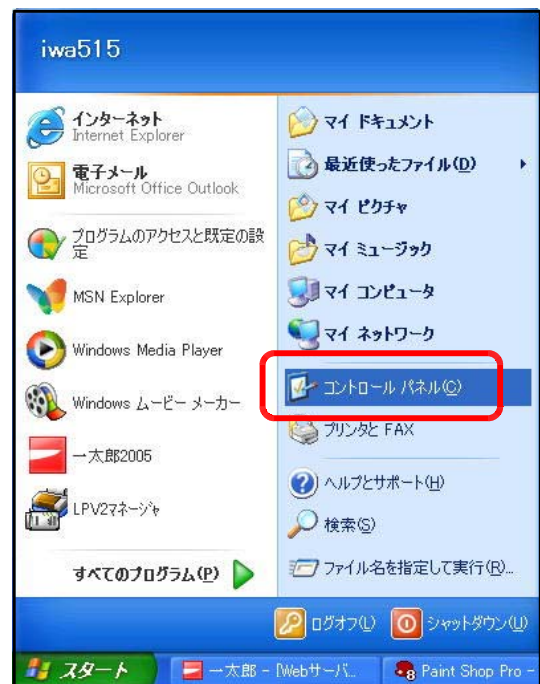 iwa515
インターネット
Internet Explorer
電子メール
Microsoft Office Outlook
プログラムのアクセスと既定の設
定
MSN Explorer
Windows Media Player
Windows ムービー メーカー
一太郎2005
LPV2マネージャ
すべてのプログラム(P)
マイ ドキュメント
最近使ったファイル(D)
マイ ピクチャ
マイ ミュージック
マイ コンピュータ
マイ ネットワーク
コントロール パネル(C)
プリンタと FAX
ヘルプとサポート(H)
検索(S)
ファイル名を指定して実行(R)...
ログオフ(L)
シャットダウン(U)
スタート
一太郎 - [Webサーバ...
8
Paint Shop Pro -